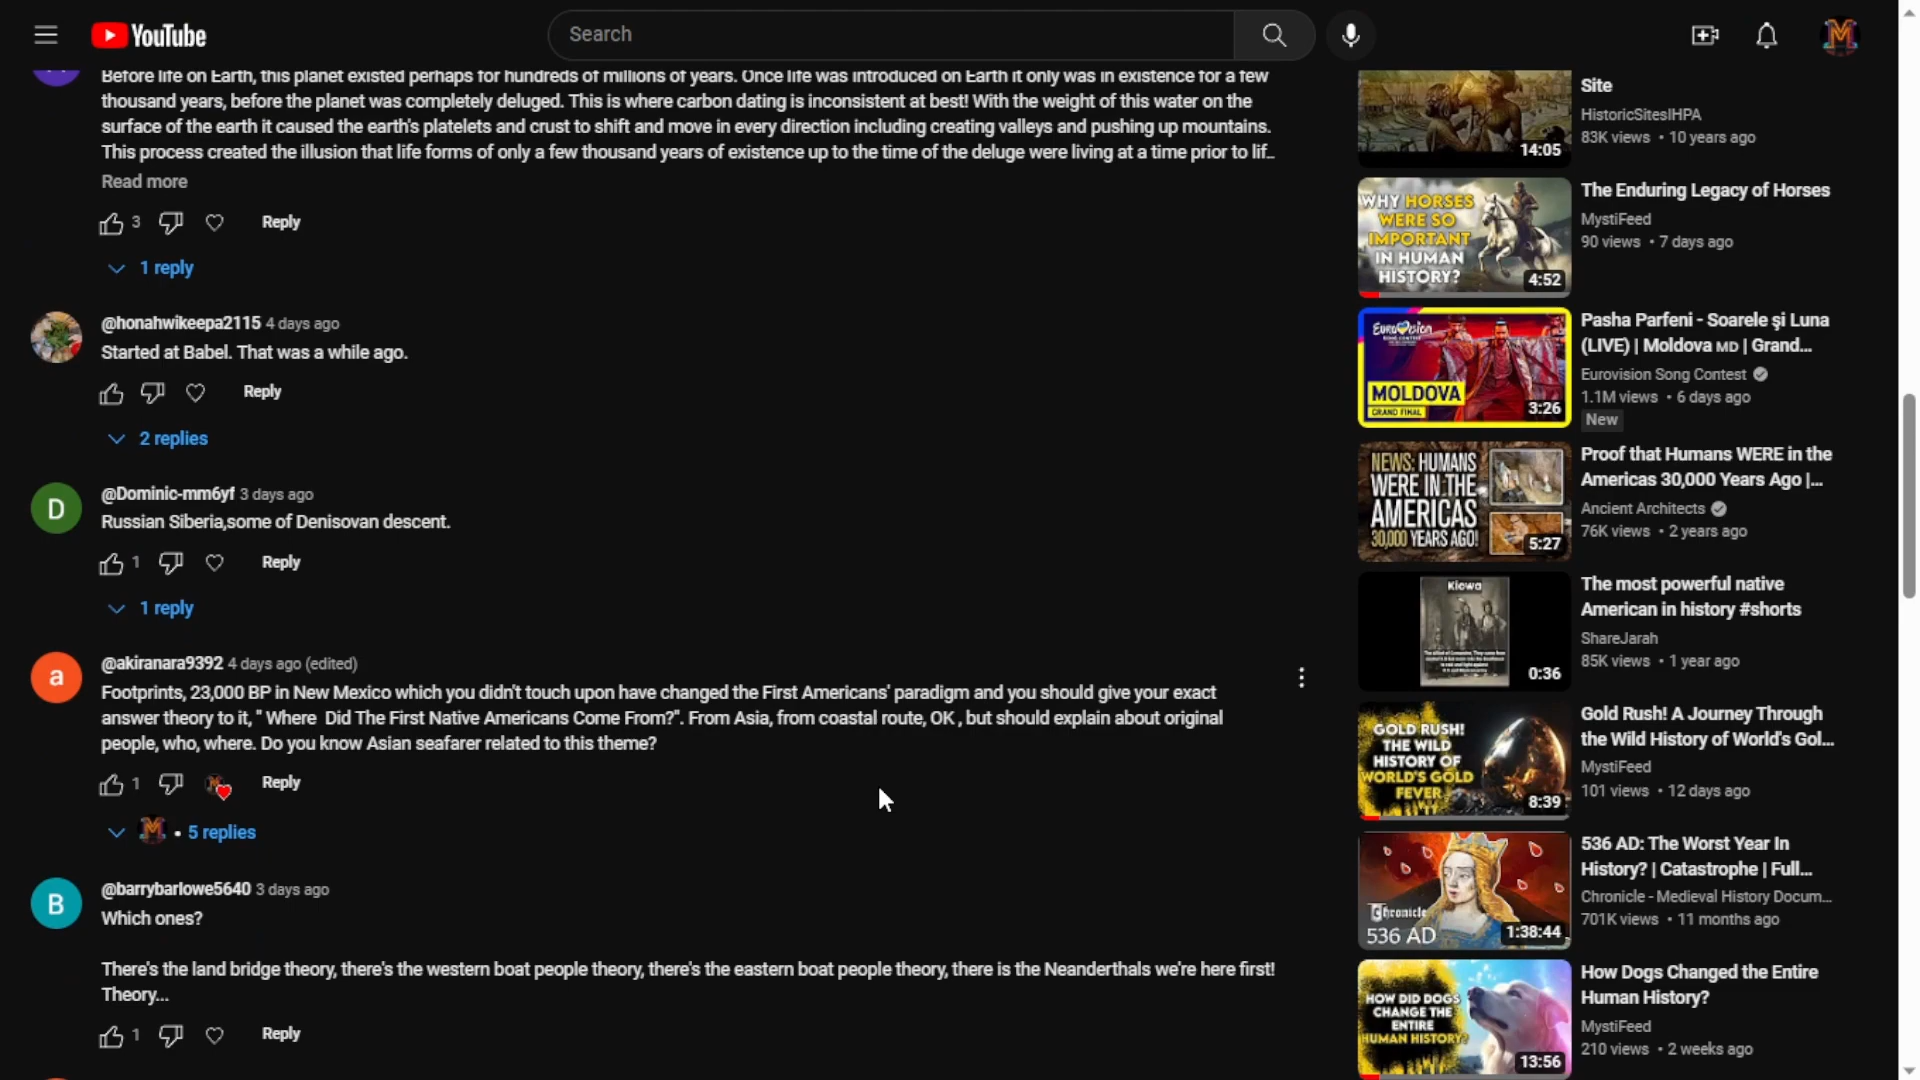 YouTube
Search
Before life on Earth, this planet existed perhaps for hundreds of millions of years. Once life was introduced on Earth it only was in existence for a few
thousand years, before the planet was completely deluged. This is where carbon dating is inconsistent at best! With the weight of this water on the
surface of the earth it caused the earth's platelets and crust to shift and move in every direction including creating valleys and pushing up mountains.
This process created the illusion that life forms of only a few thousand years of existence up to the time of the deluge were living at a time prior to lif...
Read more
3
Reply
1 reply
@honahwikeepa2115 4 days ago
Started at Babel. That was a while ago.
Reply
2 replies
D
@Dominic-mm6yf 3 days ago
Russian Siberia,some of Denisovan descent.
1
Reply
1 reply
a
@akiranara9392 4 days ago (edited)
Footprints, 23,000 BP in New Mexico which you didn't touch upon have changed the First Americans' paradigm and you should give your exact
answer theory to it, " Where Did The First Native Americans Come From?". From Asia, from coastal route, OK , but should explain about original
people, who, where. Do you know Asian seafarer related to this theme?
1
Reply
M • 5 replies
B
@barrybarlowe5640 3 days ago
Which ones?
There's the land bridge theory, there's the western boat people theory, there's the eastern boat people theory, there is the Neanderthals we're here first!
Theory...
1
Reply
M
14:05
Site
HistoricSitesIHPA
83K views • 10 years ago
WHY HORSES
WERE SO
IMPORTANT
IN HUMAN
HISTORY?
4:52
The Enduring Legacy of Horses
MystiFeed
90 views • 7 days ago
EUROVISION
MOLDOVA
GRAND FINAL
3:26
Pasha Parfeni - Soarele și Luna
(LIVE) | Moldova MD | Grand...
Eurovision Song Contest
1.1M views • 6 days ago
New
NEWS: HUMANS
WERE IN THE
AMERICAS
30,000 YEARS AGO!
5:27
Proof that Humans WERE in the
Americas 30,000 Years Ago |...
Ancient Architects
76K views • 2 years ago
Kiowa
0:36
The most powerful native
American in history #shorts
ShareJarah
85K views • 1 year ago
GOLD RUSH!
THE WILD
HISTORY OF
WORLD'S GOLD
FEVER
8:39
Gold Rush! A Journey Through
the Wild History of World's Gol...
MystiFeed
101 views • 12 days ago
Chronicle
536 AD
1:38:44
536 AD: The Worst Year In
History? | Catastrophe | Full...
Chronicle - Medieval History Docum...
701K views • 11 months ago
HOW DID DOGS
CHANGE THE
ENTIRE
HUMAN HISTORY?
13:56
How Dogs Changed the Entire
Human History?
MystiFeed
210 views • 2 weeks ago